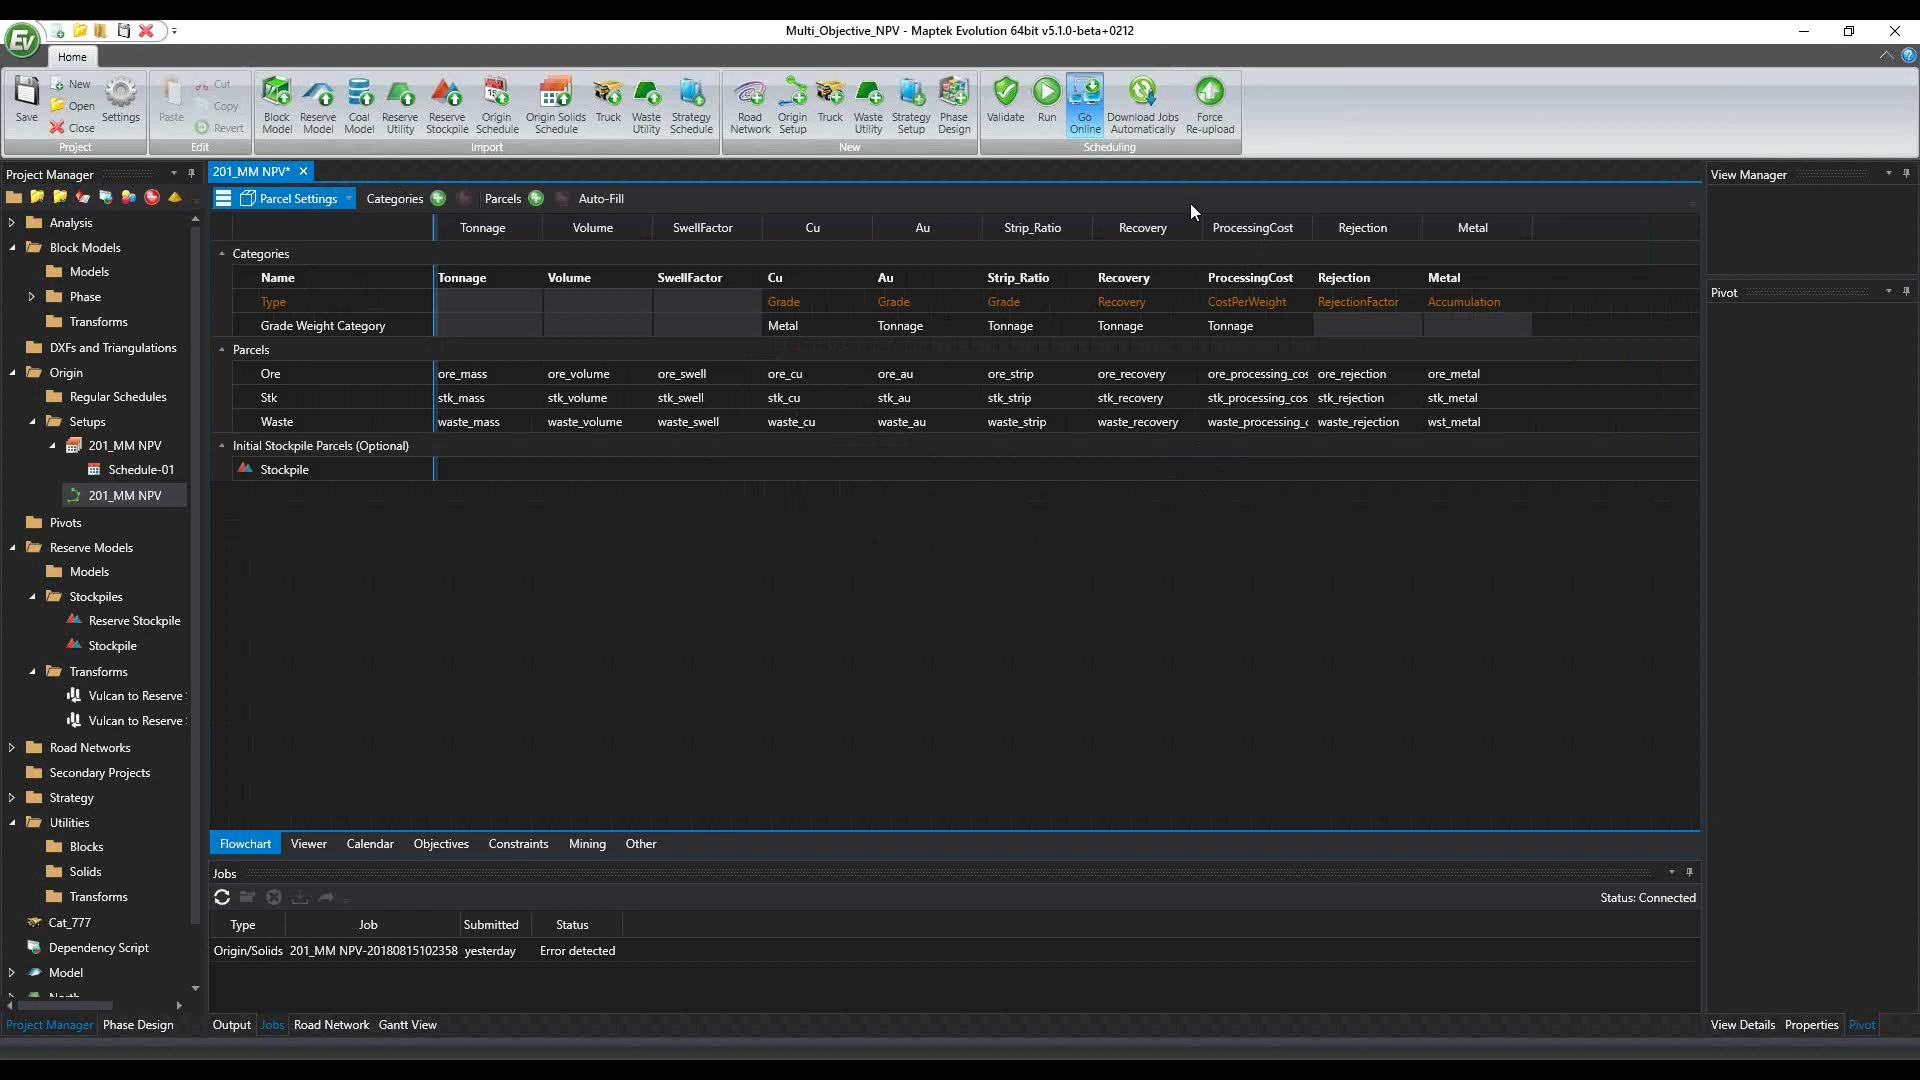 Multi_Objective_NPV - Maptek Evolution 64bit v5.1.0-beta+0212
Home
Save
New
Open
Close
Settings
Project
Paste
Cut
Copy
Revert
Edit
Block Model
Reserve Model
Coal Model
Reserve Utility
Reserve Stockpile
Origin Schedule
Origin Solids Schedule
Truck
Waste Utility
Strategy Schedule
Import
Road Network
Origin Setup
Truck
Waste Utility
Strategy Setup
Phase Design
New
Validate
Run
Go Online
Download Jobs Automatically
Force Re-upload
Scheduling
Project Manager
Analysis
Block Models
Models
Phase
Transforms
DXFs and Triangulations
Origin
Regular Schedules
Setups
201_MM NPV
Schedule-01
201_MM NPV
Pivots
Reserve Models
Models
Stockpiles
Reserve Stockpile
Stockpile
Transforms
Vulcan to Reserve
Vulcan to Reserve
Road Networks
Secondary Projects
Strategy
Utilities
Blocks
Solids
Transforms
Cat_777
Dependency Script
Model
North
Project Manager Phase Design
201_MM NPV*
Parcel Settings Categories Parcels Auto-Fill
Tonnage Volume SwellFactor Cu Au Strip_Ratio Recovery ProcessingCost Rejection Metal
Categories
Name Tonnage Volume SwellFactor Cu Au Strip_Ratio Recovery ProcessingCost Rejection Metal
Type Grade Grade Grade Recovery CostPerWeight RejectionFactor Accumulation
Grade Weight Category Metal Tonnage Tonnage Tonnage Tonnage
Parcels
Ore ore_mass ore_volume ore_swell ore_cu ore_au ore_strip ore_recovery ore_processing_cos ore_rejection ore_metal
Stk stk_mass stk_volume stk_swell stk_cu stk_au stk_strip stk_recovery stk_processing_cos stk_rejection stk_metal
Waste waste_mass waste_volume waste_swell waste_cu waste_au waste_strip waste_recovery waste_processing_c waste_rejection wst_metal
Initial Stockpile Parcels (Optional)
Stockpile
Flowchart Viewer Calendar Objectives Constraints Mining Other
Jobs
Status: Connected
Type Job Submitted Status
Origin/Solids 201_MM NPV-20180815102358 yesterday Error detected
Output Jobs Road Network Gantt View
View Manager
Pivot
View Details Properties Pivot